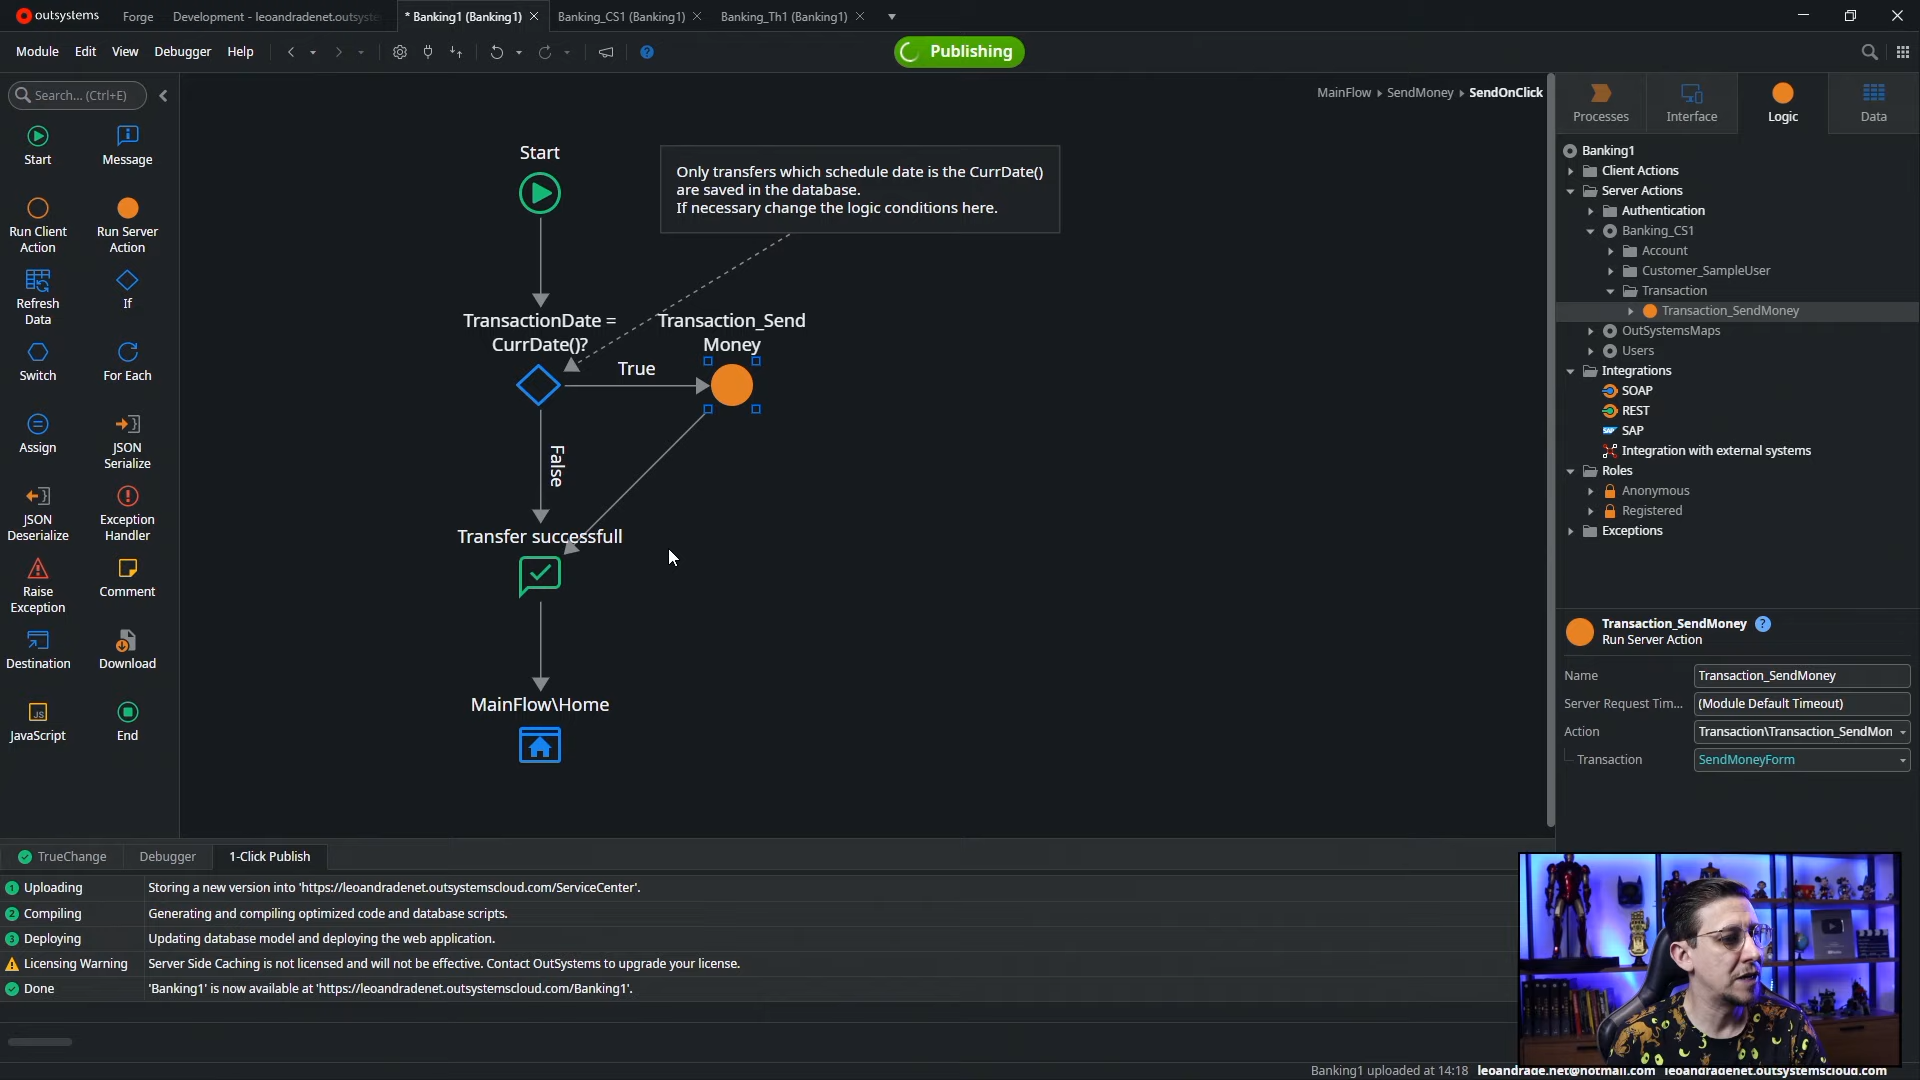 outsystems
Forge
Development - leoandradenet.outsyste
* Banking1 (Banking1)
Banking_CS1 (Banking1)
Banking_Th1 (Banking1)
Module Edit View Debugger Help
Publishing
Search... (Ctrl+E)
Start
Message
Run Client
Action
Run Server
Action
Refresh
Data
If
Switch
For Each
Assign
JSON
Serialize
JSON
Deserialize
Exception
Handler
Raise
Exception
Comment
Destination
Download
JavaScript
End
MainFlow SendMoney SendOnClick
Start
Only transfers which schedule date is the CurrDate()
are saved in the database.
If necessary change the logic conditions here.
TransactionDate =
CurrDate()?
Transaction_Send
Money
True
False
Transfer successfull
MainFlow\Home
Processes
Interface
Logic
Data
Banking1
Client Actions
Server Actions
Authentication
Banking_CS1
Account
Customer_SampleUser
Transaction
Transaction_SendMoney
OutSystemsMaps
Users
Integrations
SOAP
REST
SAP
Integration with external systems
Roles
Anonymous
Registered
Exceptions
Transaction_SendMoney ?
Run Server Action
Name Transaction_SendMoney
Server Request Tim... (Module Default Timeout)
Action Transaction\Transaction_SendMon
Transaction SendMoneyForm
TrueChange
Debugger
1-Click Publish
1 Uploading Storing a new version into 'https://leoandradenet.outsystemscloud.com/ServiceCenter'.
2 Compiling Generating and compiling optimized code and database scripts.
3 Deploying Updating database model and deploying the web application.
Licensing Warning Server Side Caching is not licensed and will not be effective. Contact OutSystems to upgrade your license.
Done 'Banking1' is now available at 'https://leoandradenet.outsystemscloud.com/Banking1'.
Banking1 uploaded at 14:18 leoandrade.net@hotmail.com leoandradenet.outsystemscloud.com